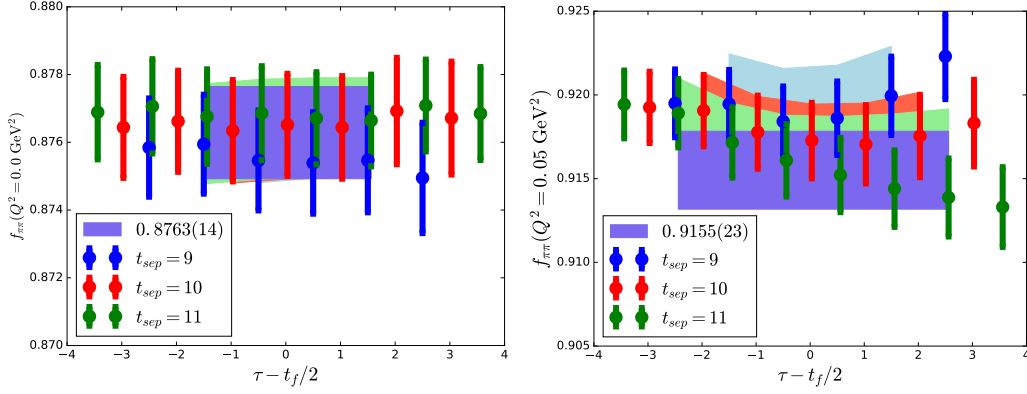 0.880
0.878
0.876
0.874
0.872
0.870
f_ππ(Q² = 0.0 GeV²)
0.8763(14)
t_sep = 9
t_sep = 10
t_sep = 11
−4 −3 −2 −1 0 1 2 3 4
τ − t_f/2
0.925
0.920
0.915
0.910
0.905
f_ππ(Q² = 0.05 GeV²)
0.9155(23)
t_sep = 9
t_sep = 10
t_sep = 11
−4 −3 −2 −1 0 1 2 3 4
τ − t_f/2